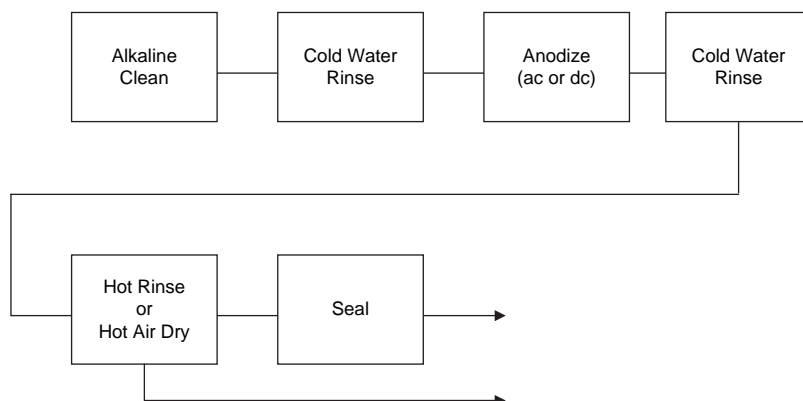 Alkaline
Clean
Cold Water
Rinse
Anodize
(ac or dc)
Cold Water
Rinse
Hot Rinse
or
Hot Air Dry
Seal